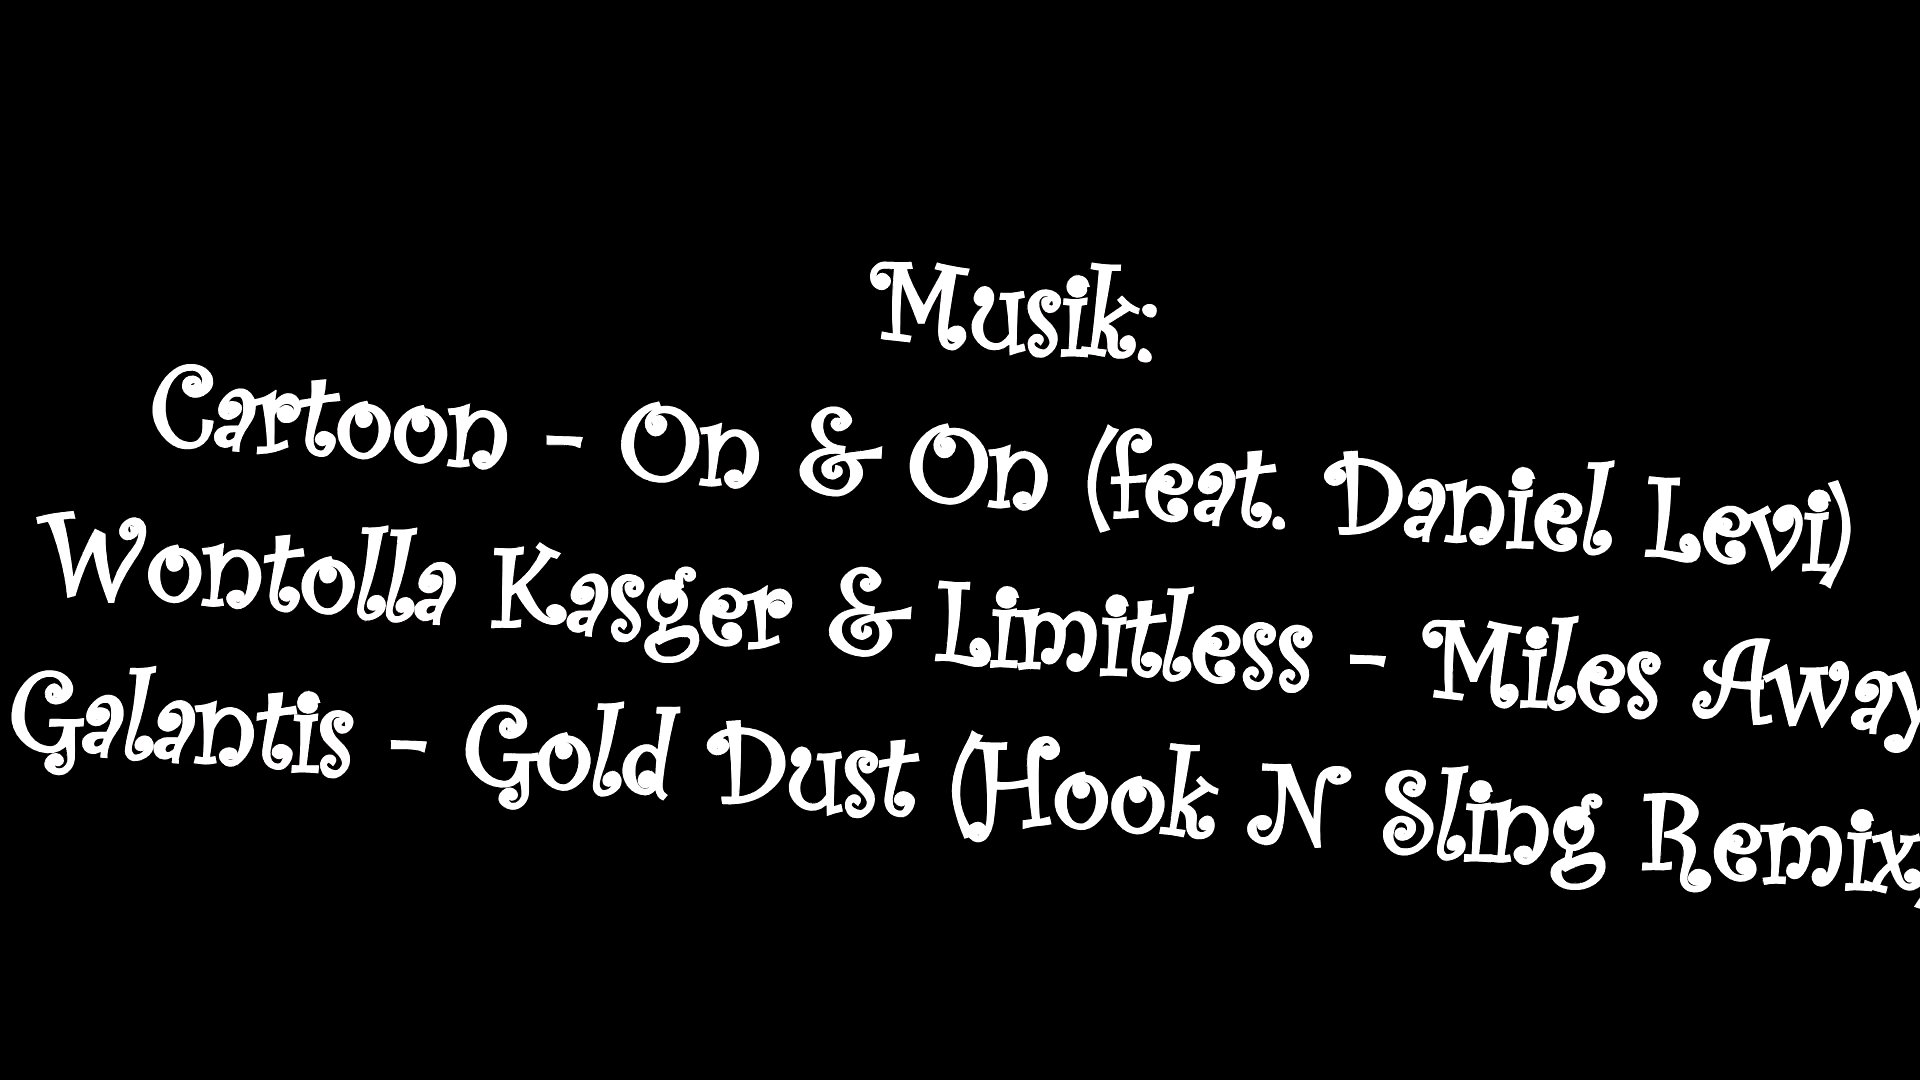 Musik:
Cartoon - On & On (feat. Daniel Levi)
Wontolla Kasger & Limitless - Miles Away
Galantis - Gold Dust (Hook N Sling Remix)